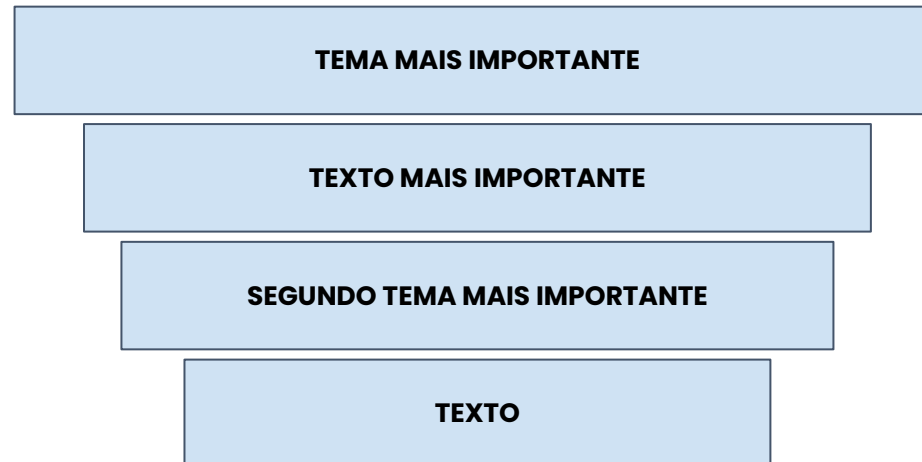 TEMA MAIS IMPORTANTE
TEXTO MAIS IMPORTANTE
SEGUNDO TEMA MAIS IMPORTANTE
TEXTO